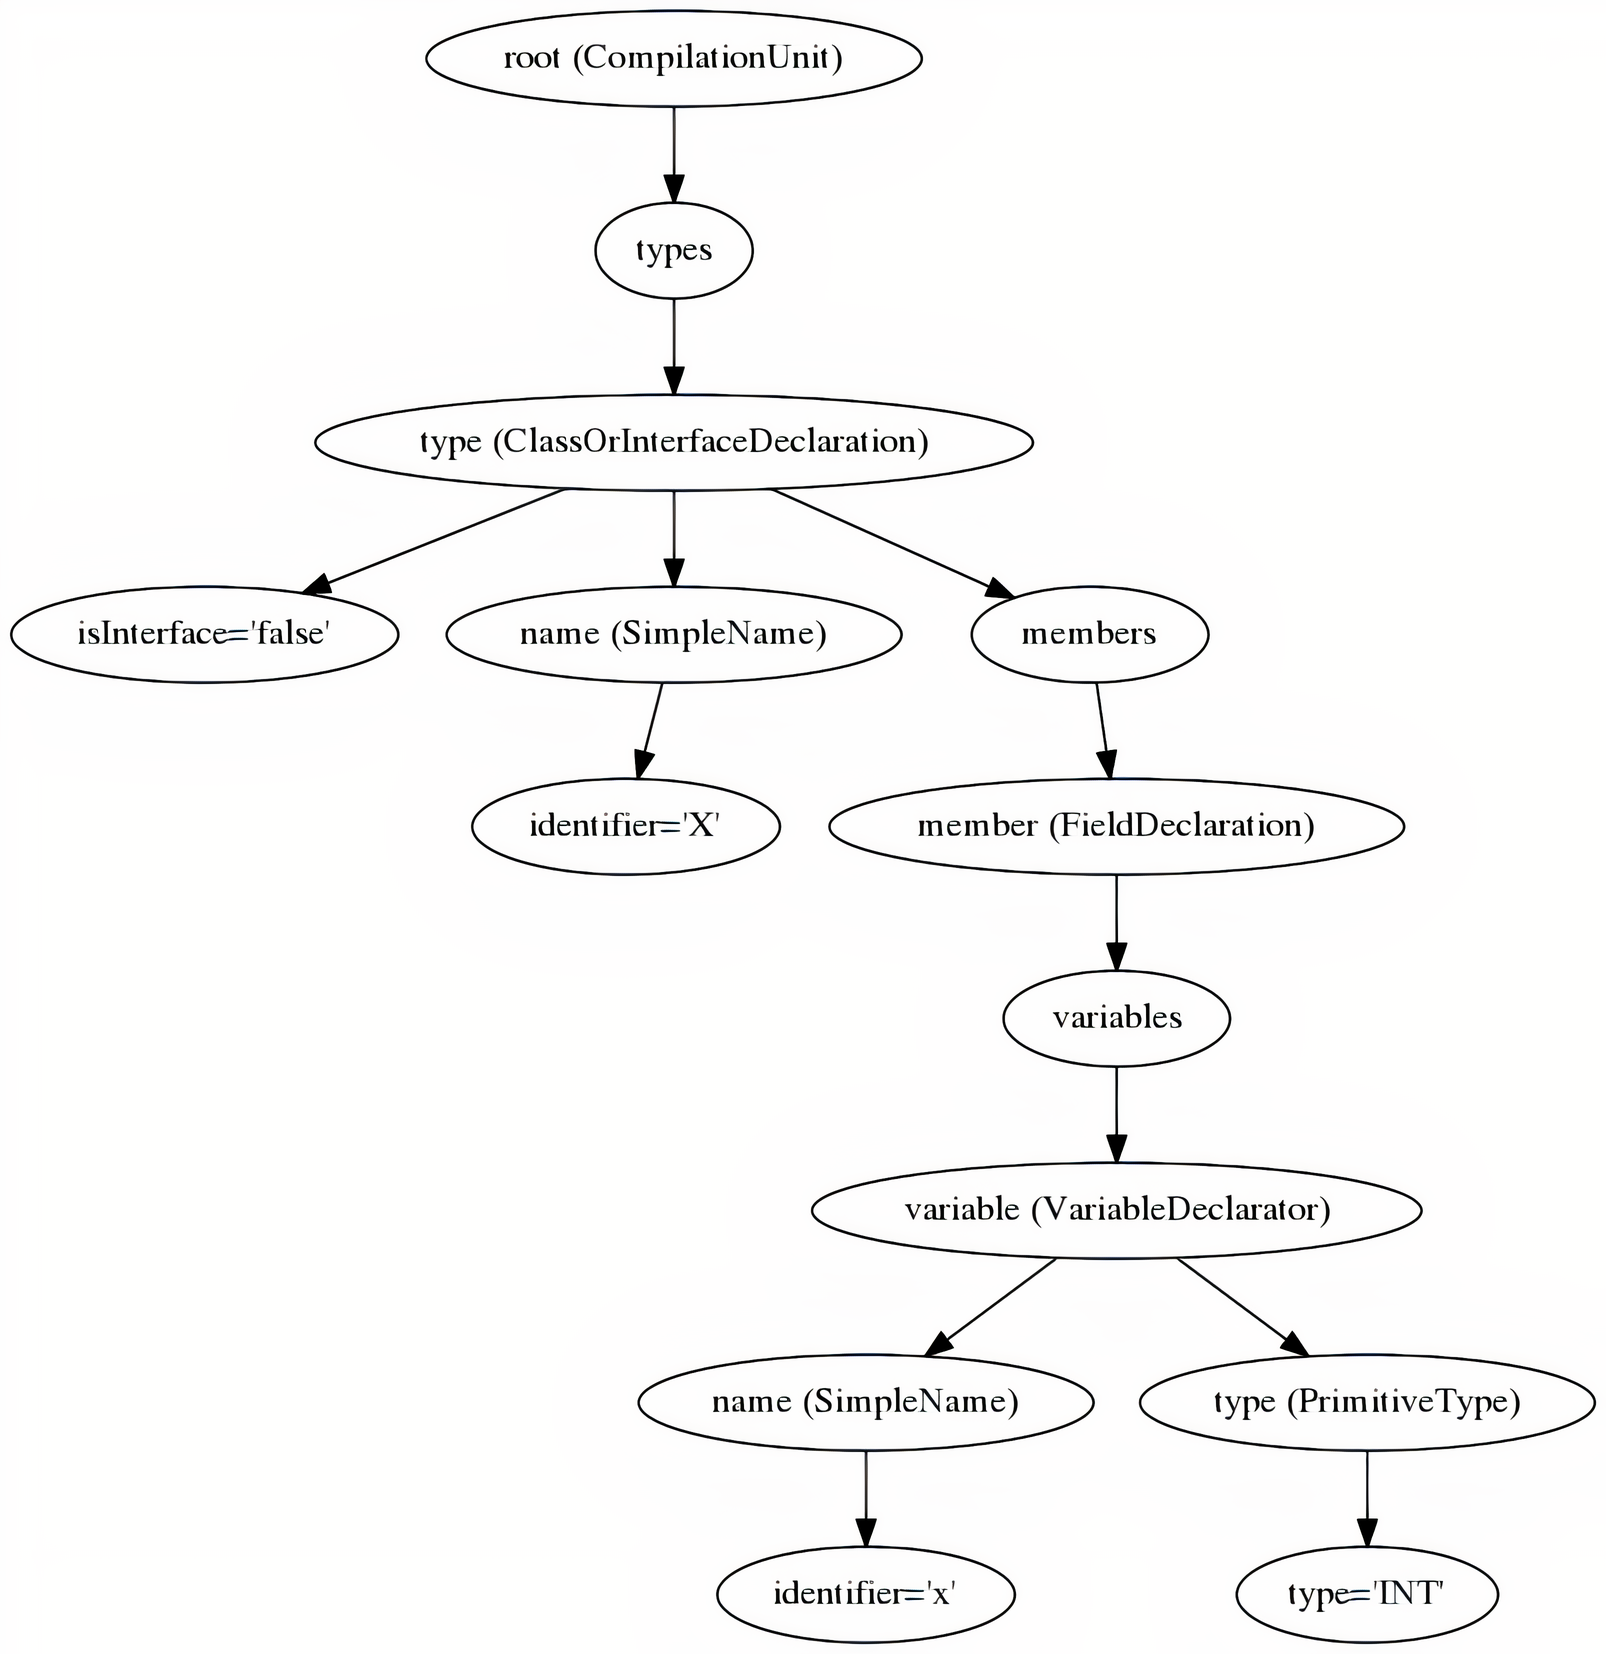 root (CompilationUnit)
types
type (ClassOrInterfaceDeclaration)
isInterface='false'
name (SimpleName)
members
identifier='X'
member (FieldDeclaration)
variables
variable (VariableDeclarator)
name (SimpleName)
type (PrimitiveType)
identifier='x'
type='INT'